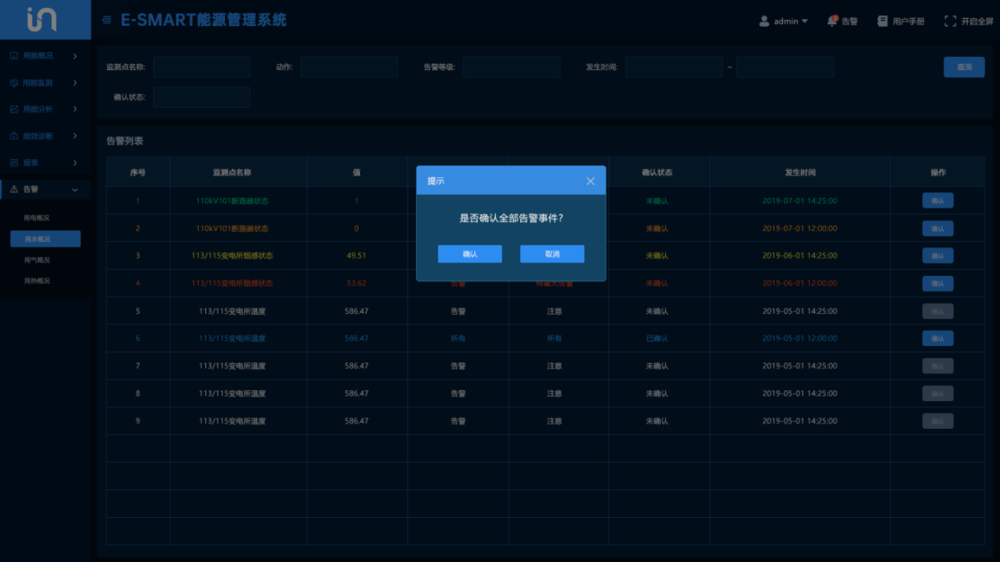 in
E-SMART能源管理系统
admin
2
告警
用户手册
开启全屏
用能概况
用能监测
用能分析
能效诊断
报表
告警
用电概况
用水概况
用气概况
用热概况
监测点名称:
动作:
告警等级:
发生时间:
–
查询
确认状态:
告警列表
序号 监测点名称 值 确认状态 发生时间 操作
1 110kV101断路器状态 1 未确认 2019-07-01 14:25:00 确认
2 110kV101断路器状态 0 未确认 2019-07-01 12:00:00 确认
3 113/115变电所烟感状态 49.51 未确认 2019-06-01 14:25:00 确认
4 113/115变电所烟感状态 53.62 告警 特重大告警 未确认 2019-06-01 12:00:00 确认
5 113/115变电所温度 586.47 告警 注意 未确认 2019-05-01 14:25:00 确认
6 113/115变电所温度 586.47 所有 所有 已确认 2019-05-01 12:00:00 确认
7 113/115变电所温度 586.47 告警 注意 未确认 2019-05-01 14:25:00 确认
8 113/115变电所温度 586.47 告警 注意 未确认 2019-05-01 14:25:00 确认
9 113/115变电所温度 586.47 告警 注意 未确认 2019-05-01 14:25:00 确认
提示
是否确认全部告警事件?
确认 取消